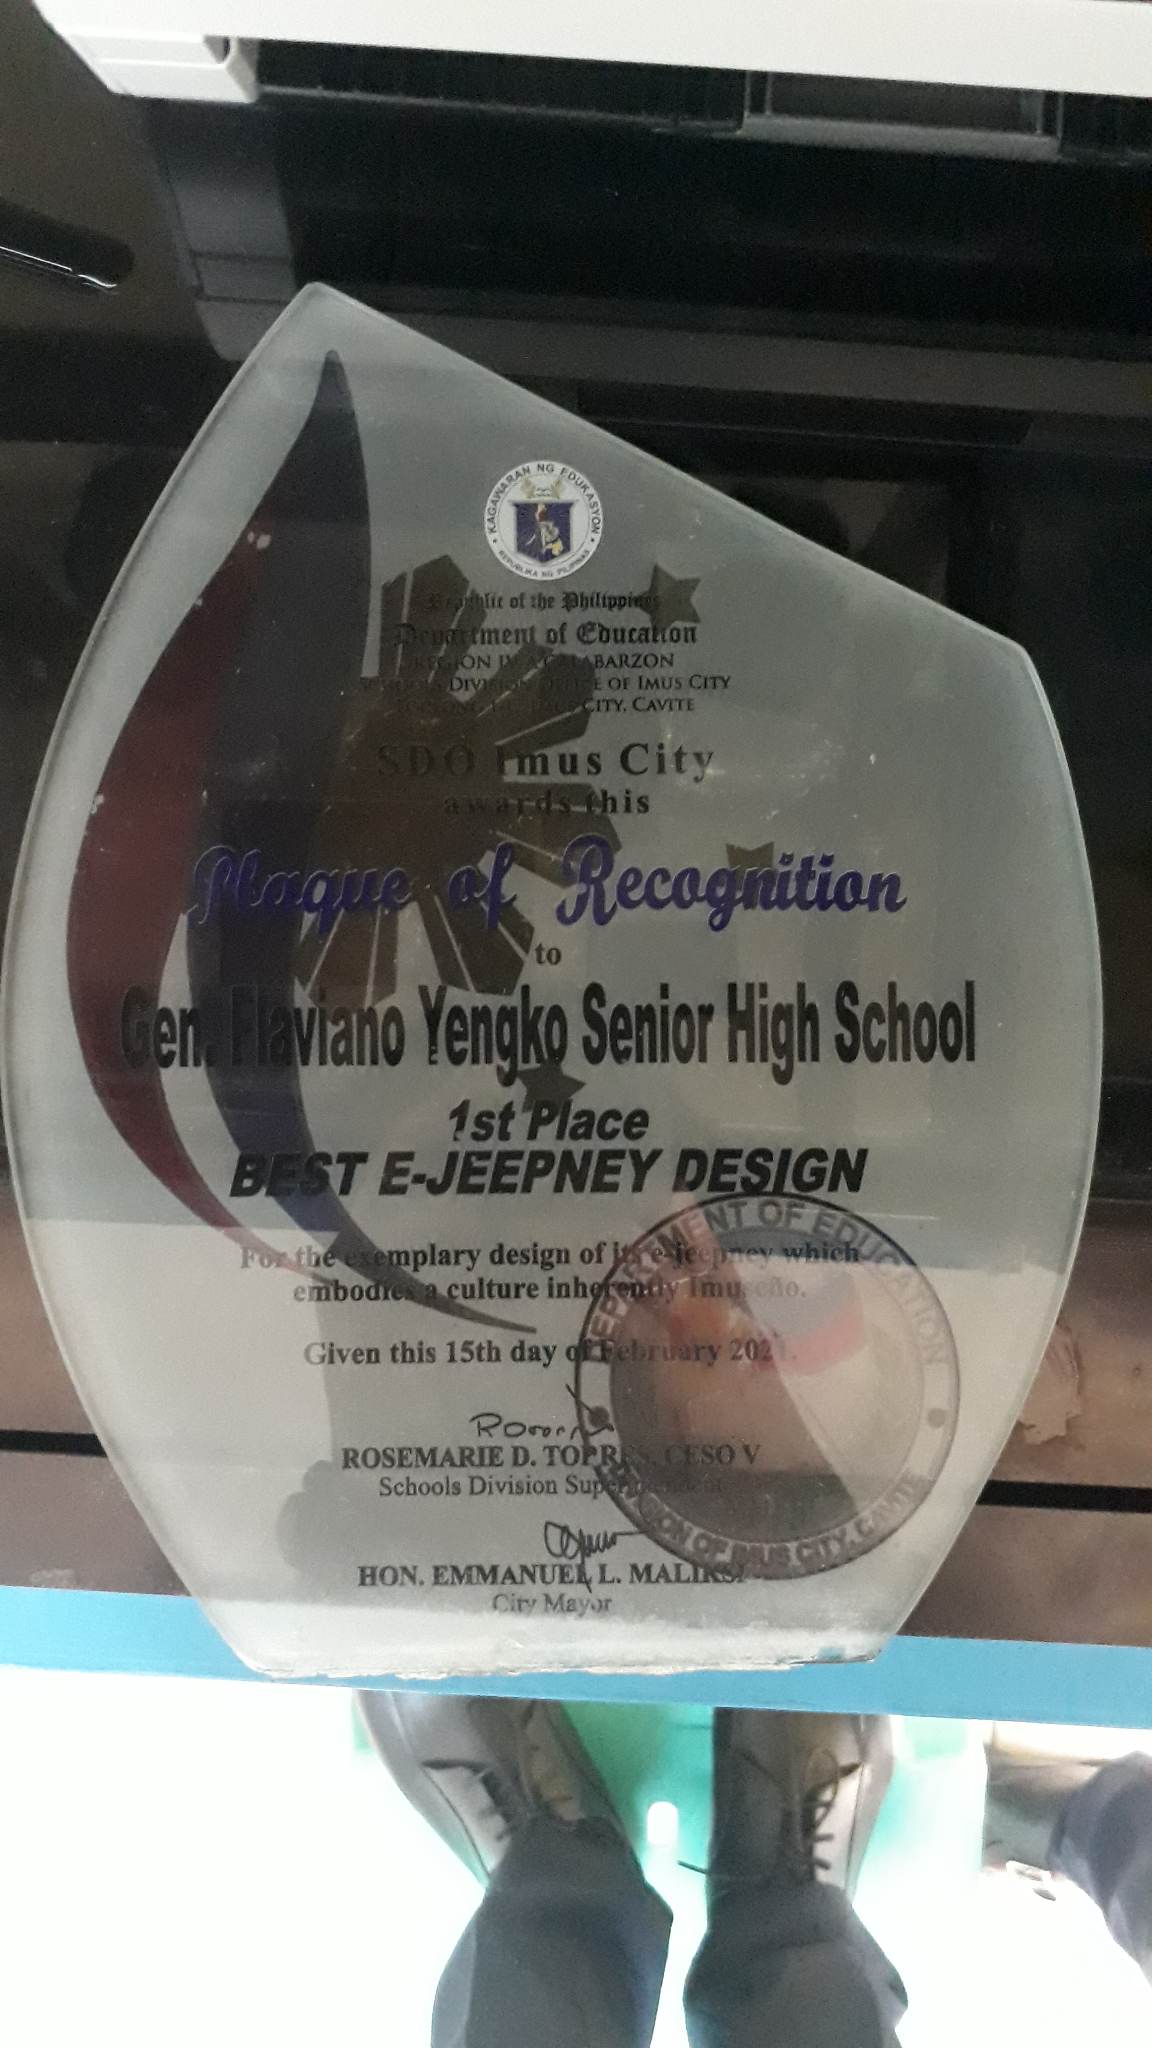 KAGAWARAN NG EDUKASYON
REPUBLIKA NG PILIPINAS
Republic of the Philippines
Department of Education
REGION IV-A CALABARZON
SCHOOLS DIVISION OFFICE OF IMUS CITY
IMUS CITY, CAVITE
SDO Imus City
awards this
Plaque of Recognition
to
Gen. Flaviano Yengko Senior High School
1st Place
BEST E-JEEPNEY DESIGN
For the exemplary design of its e-jeepney which
embodies a culture inherently Imuseño.
Given this 15th day of February 2021.
ROSEMARIE D. TORRES, CESO V
Schools Division Superintendent
HON. EMMANUEL L. MALIKSI
City Mayor
DEPARTMENT OF EDUCATION
DIVISION OF IMUS CITY, CAVITE